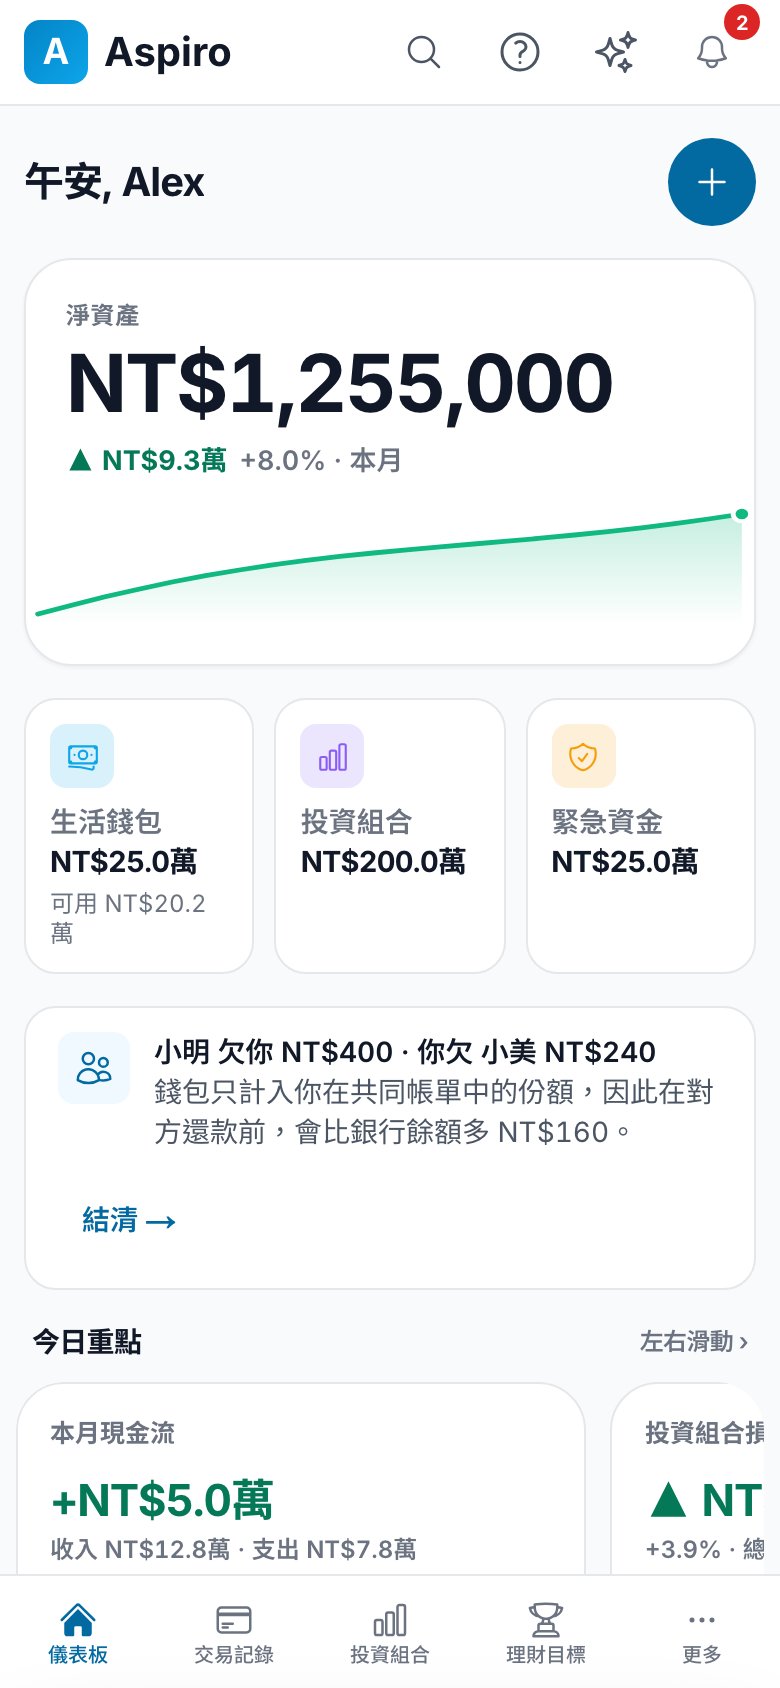 A Aspiro
2
午安, Alex
淨資產
NT$1,255,000
▲ NT$9.3萬 +8.0% · 本月
生活錢包
NT$25.0萬
可用 NT$20.2
萬
投資組合
NT$200.0萬
緊急資金
NT$25.0萬
小明 欠你 NT$400 · 你欠 小美 NT$240
錢包只計入你在共同帳單中的份額，因此在對
方還款前，會比銀行餘額多 NT$160。
結清 →
今日重點
左右滑動 ›
本月現金流
+NT$5.0萬
收入 NT$12.8萬 · 支出 NT$7.8萬
投資組合損
▲ NT
+3.9% · 總
儀表板
交易記錄
投資組合
理財目標
更多